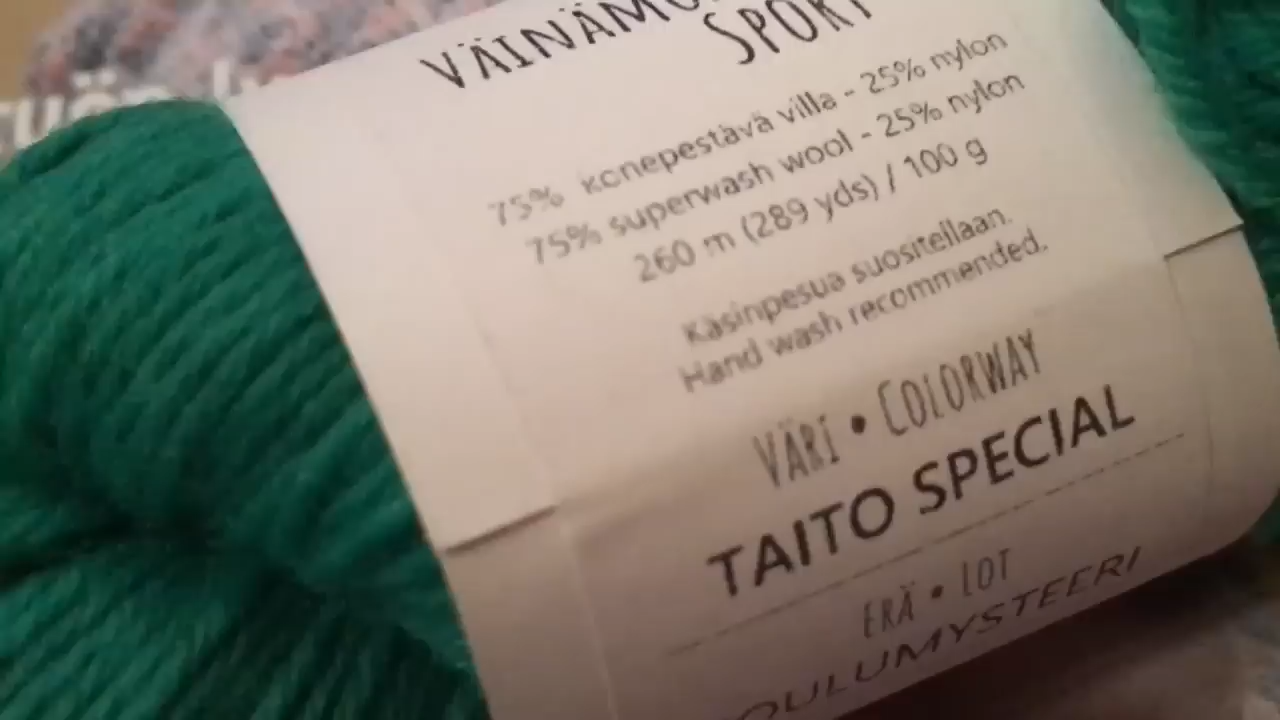 SPORT
75% konepestävä villa - 25% nylon
75% superwash wool - 25% nylon
260 m (289 yds) / 100 g
Käsinpesua suositellaan.
Hand wash recommended.
VÄRI • COLORWAY
TAITO SPECIAL
ERÄ • LOT
OULUMYSTEERI